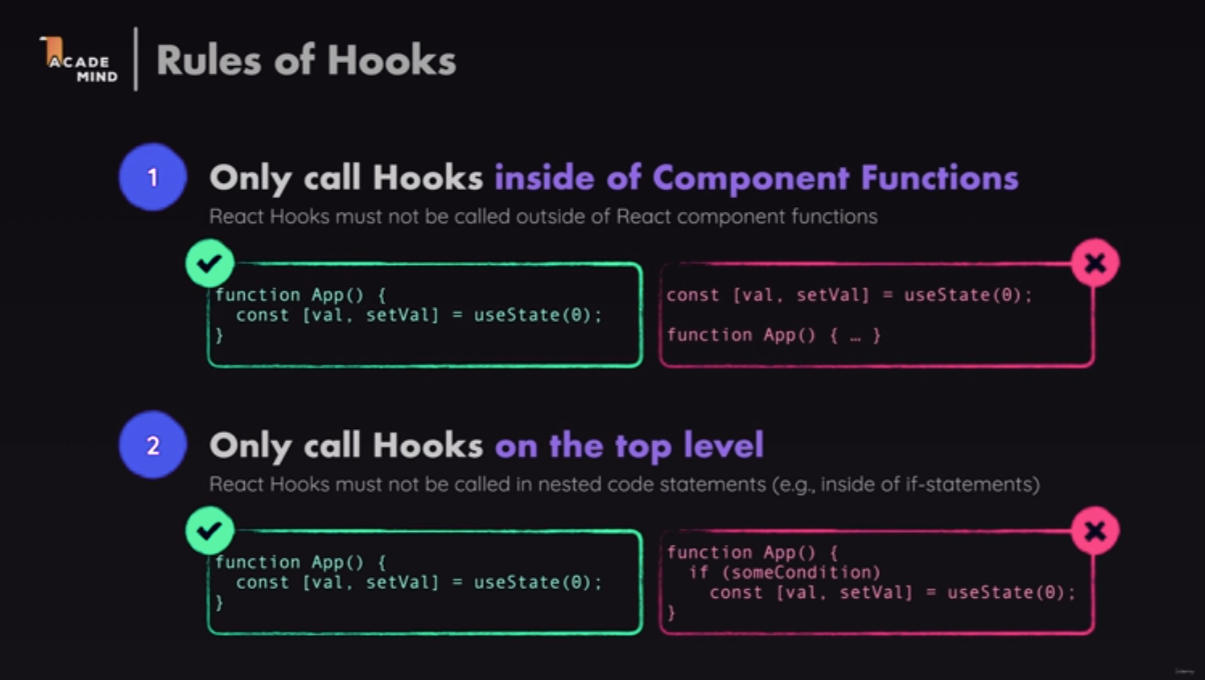 ACADE
MIND
Rules of Hooks
1
Only call Hooks inside of Component Functions
React Hooks must not be called outside of React component functions
function App() {
  const [val, setVal] = useState(0);
}
const [val, setVal] = useState(0);
function App() { … }
2
Only call Hooks on the top level
React Hooks must not be called in nested code statements (e.g., inside of if-statements)
function App() {
  const [val, setVal] = useState(0);
}
function App() {
  if (someCondition)
    const [val, setVal] = useState(0);
}
Udemy